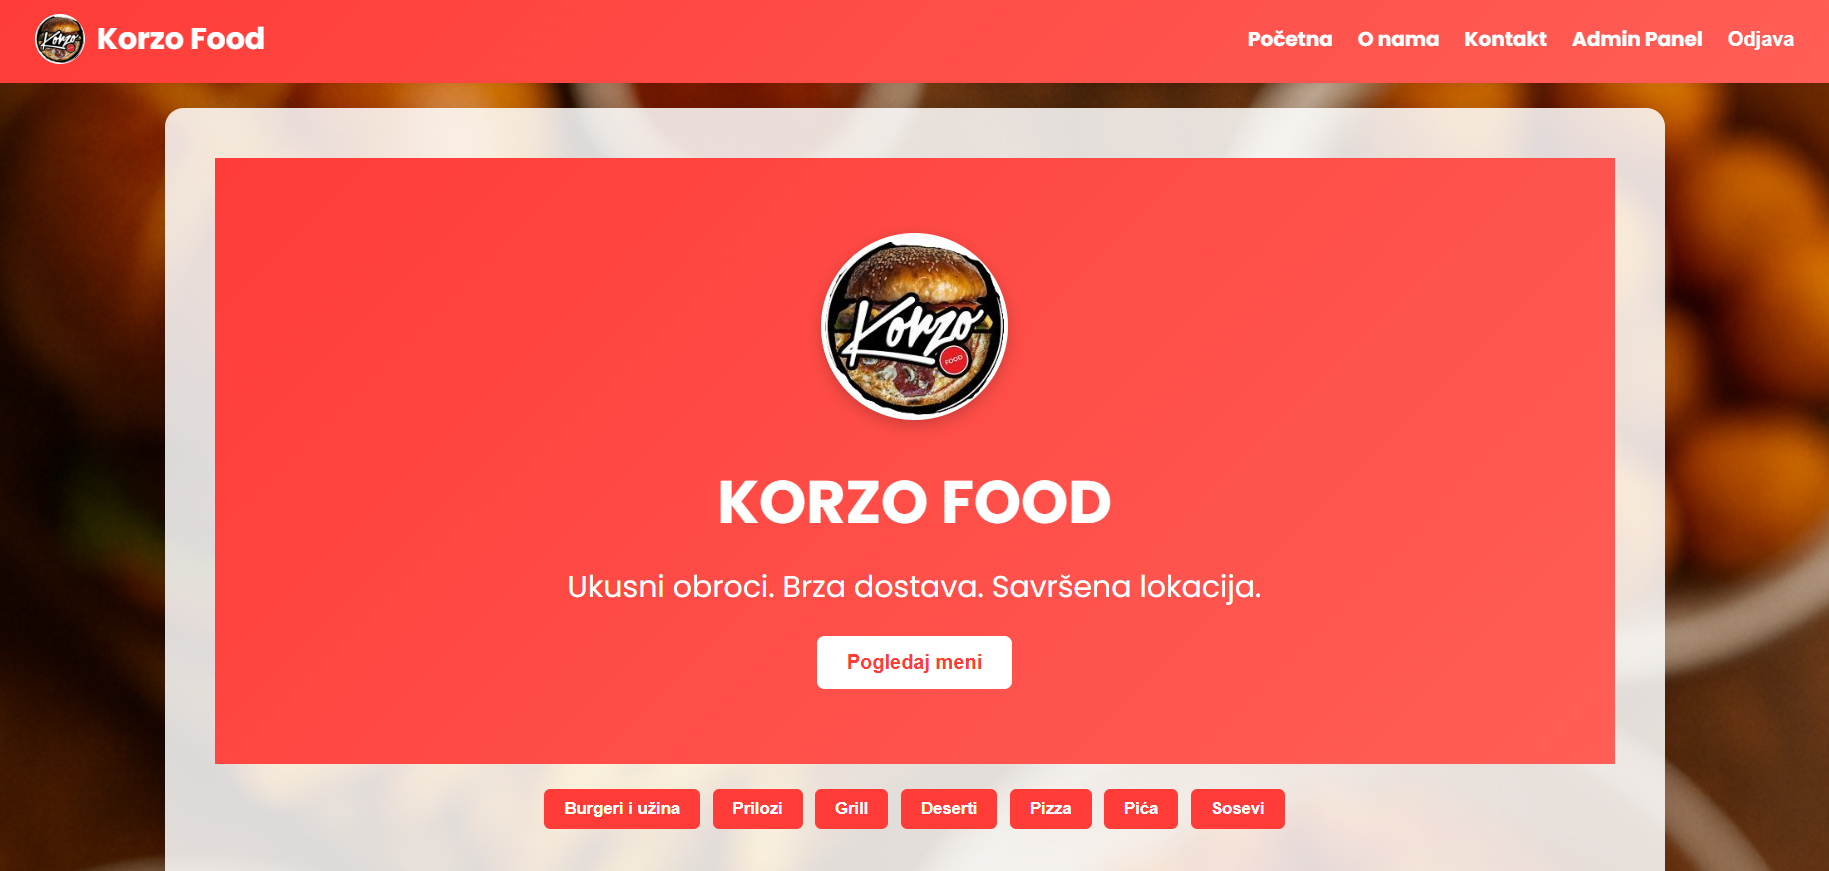 Korzo
Korzo Food
Početna O nama Kontakt Admin Panel Odjava
Korzo
FOOD
KORZO FOOD
Ukusni obroci. Brza dostava. Savršena lokacija.
Pogledaj meni
Burgeri i užina Prilozi Grill Deserti Pizza Pića Sosevi